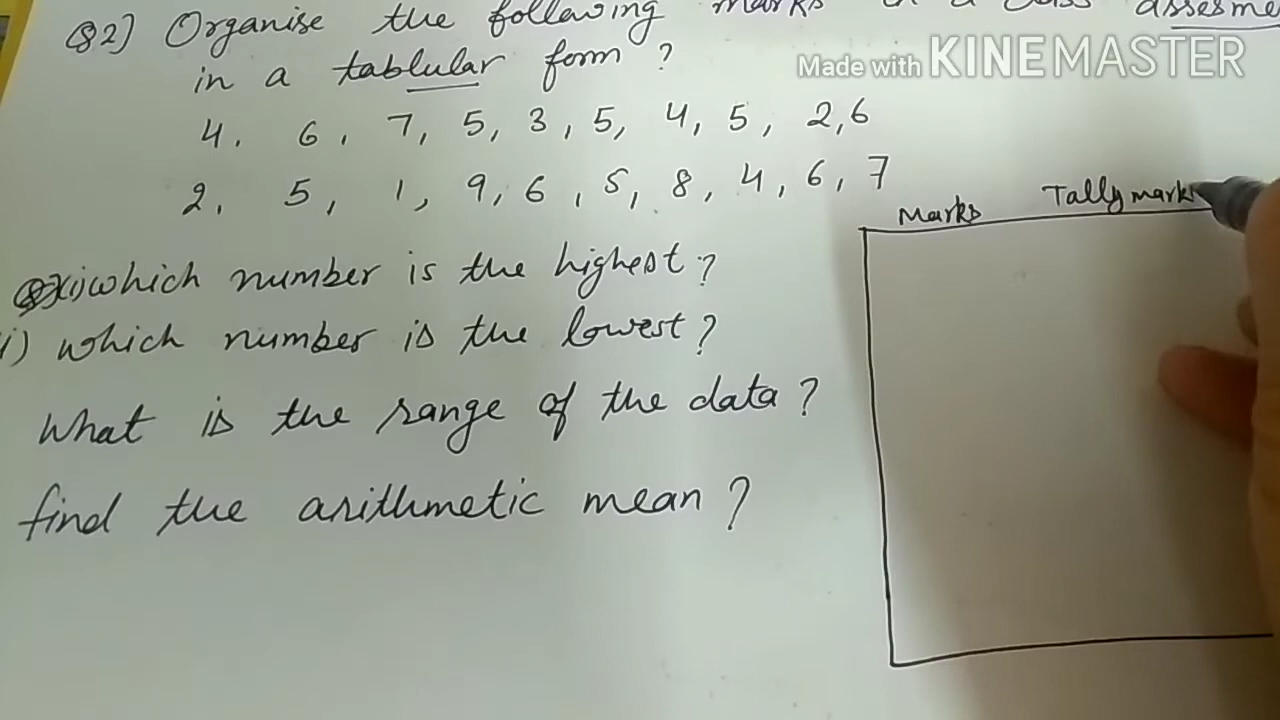 Q2) Organise the following marks in a class assesme
in a tablular form ?
Made with KINEMASTER
4. 6, 7, 5, 3, 5, 4, 5, 2,6
2, 5, 1, 9, 6, 5, 8, 4, 6, 7
Marks Tally marks
i) which number is the highest ?
i) which number is the lowest ?
What is the range of the data ?
find the arithmetic mean ?